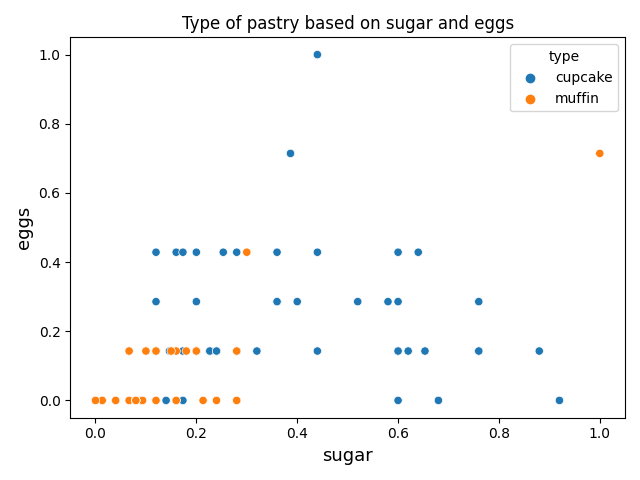 Type of pastry based on sugar and eggs
type
cupcake
muffin
1.0
0.8
0.6
0.4
0.2
0.0
eggs
0.0 0.2 0.4 0.6 0.8 1.0
sugar